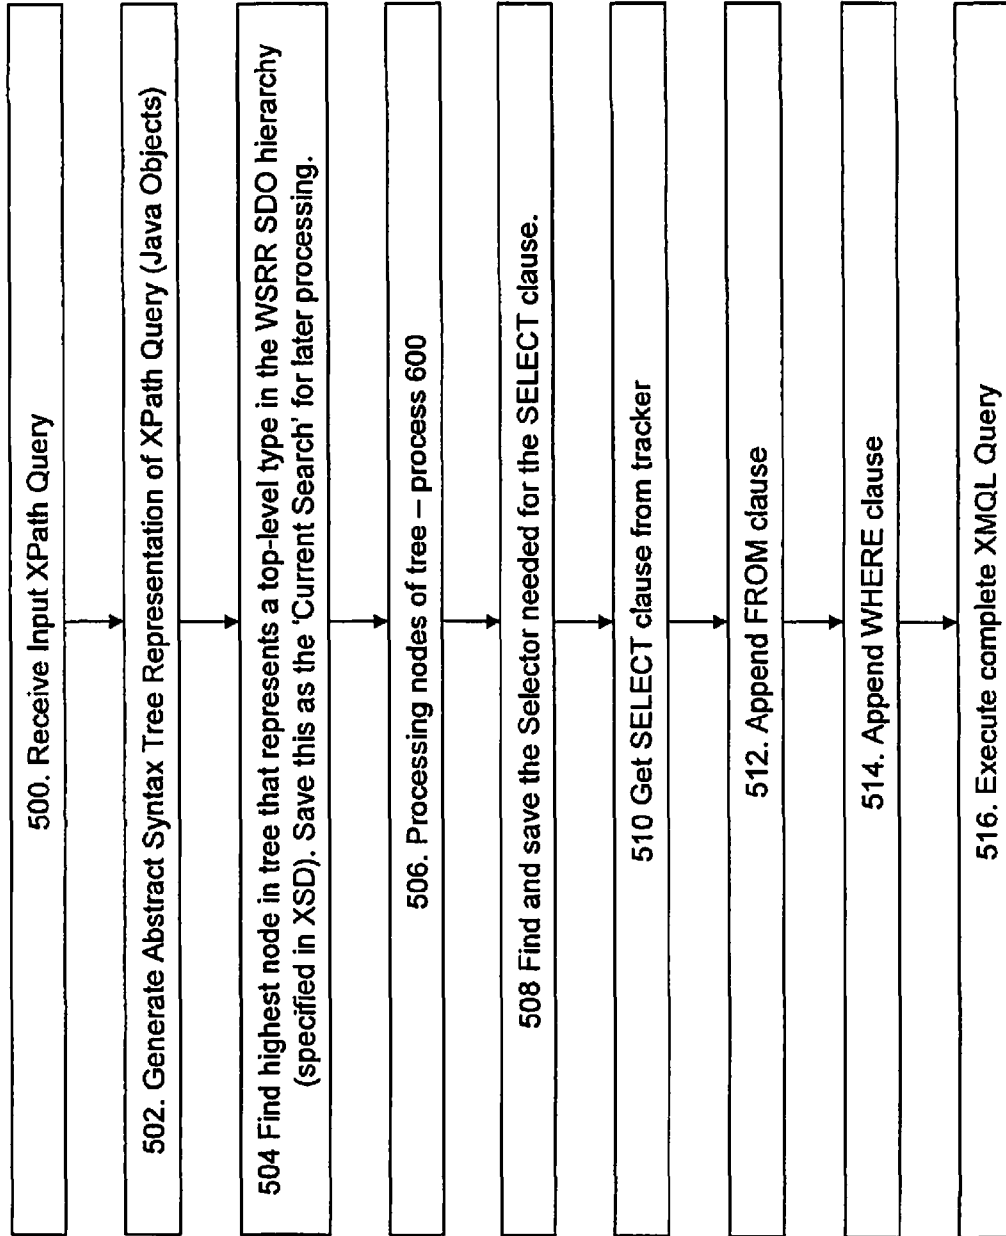 500. Receive Input XPath Query
502. Generate Abstract Syntax Tree Representation of XPath Query (Java Objects)
504 Find highest node in tree that represents a top-level type in the WSRR SDO hierarchy
(specified in XSD). Save this as the 'Current Search' for later processing.
506. Processing nodes of tree – process 600
508 Find and save the Selector needed for the SELECT clause.
510 Get SELECT clause from tracker
512. Append FROM clause
514. Append WHERE clause
516. Execute complete XMQL Query